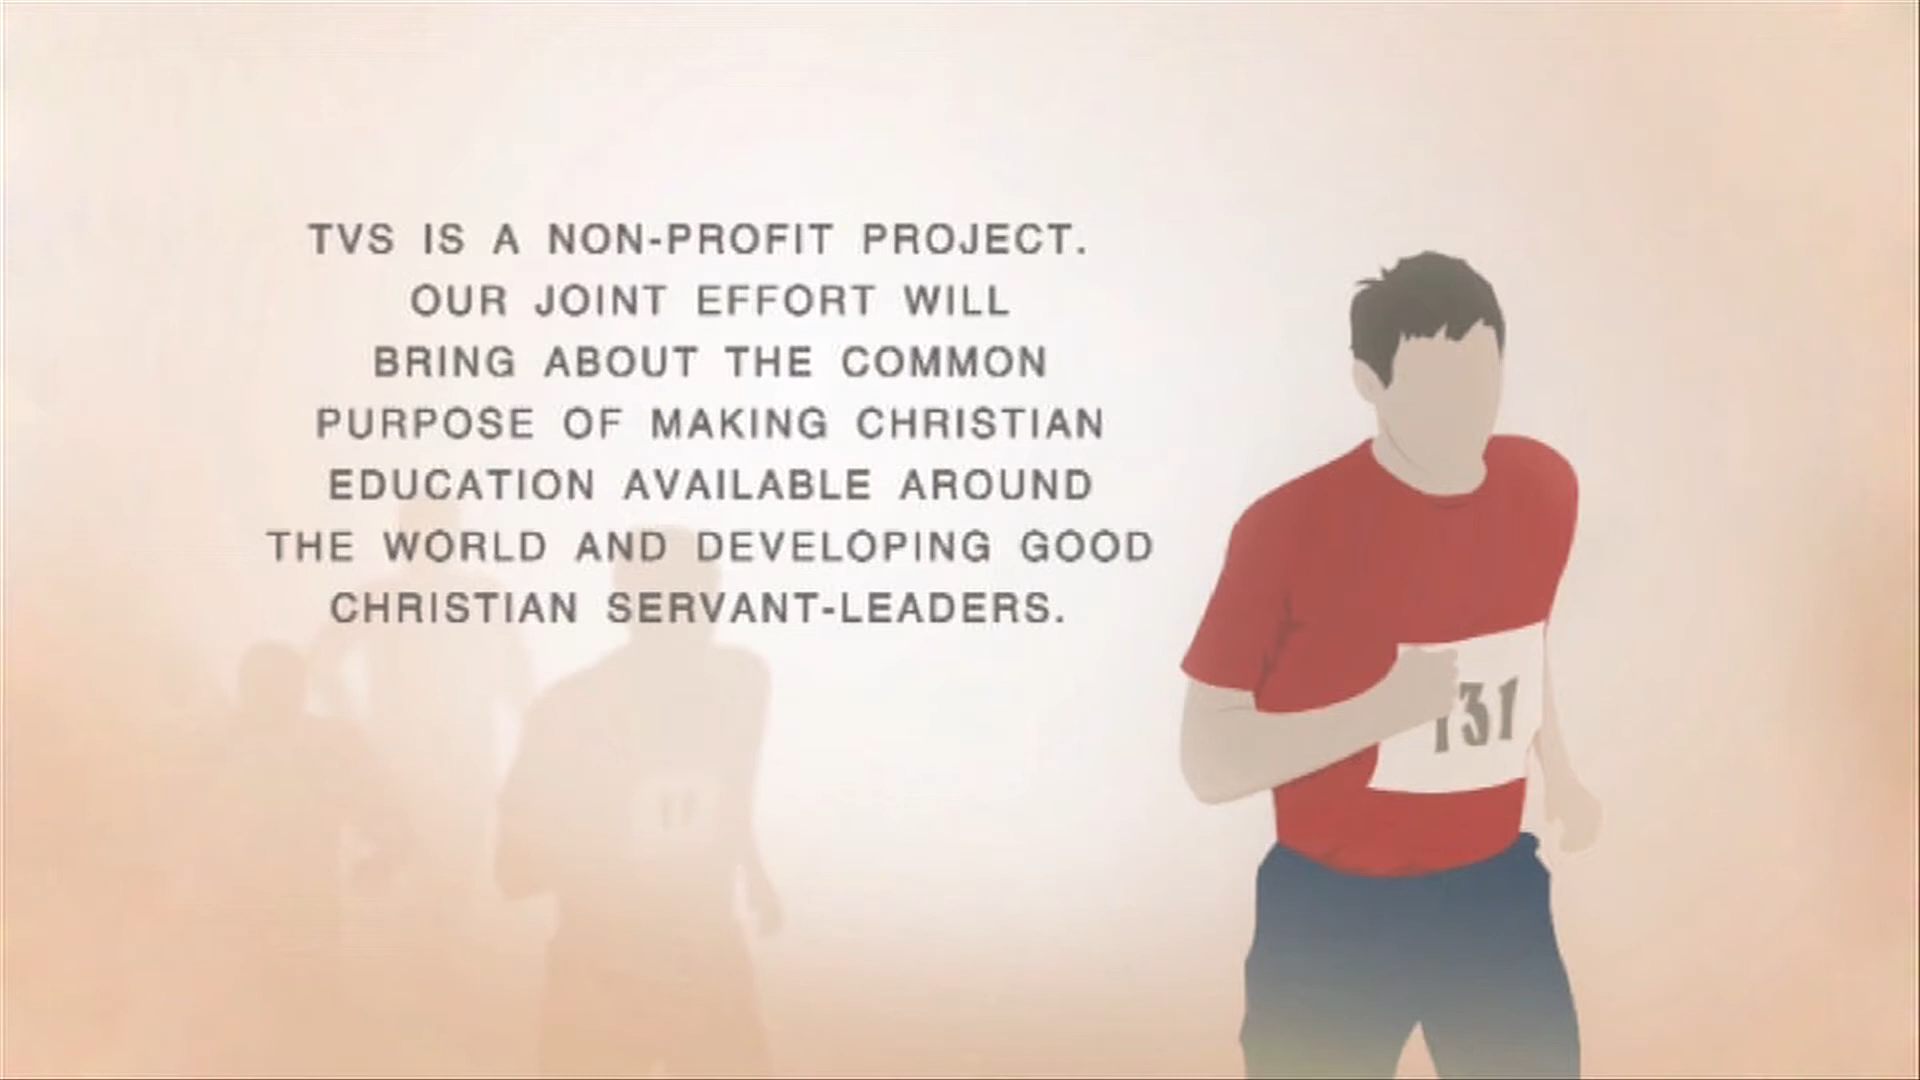 TVS IS A NON-PROFIT PROJECT.
OUR JOINT EFFORT WILL
BRING ABOUT THE COMMON
PURPOSE OF MAKING CHRISTIAN
EDUCATION AVAILABLE AROUND
THE WORLD AND DEVELOPING GOOD
CHRISTIAN SERVANT-LEADERS.
131